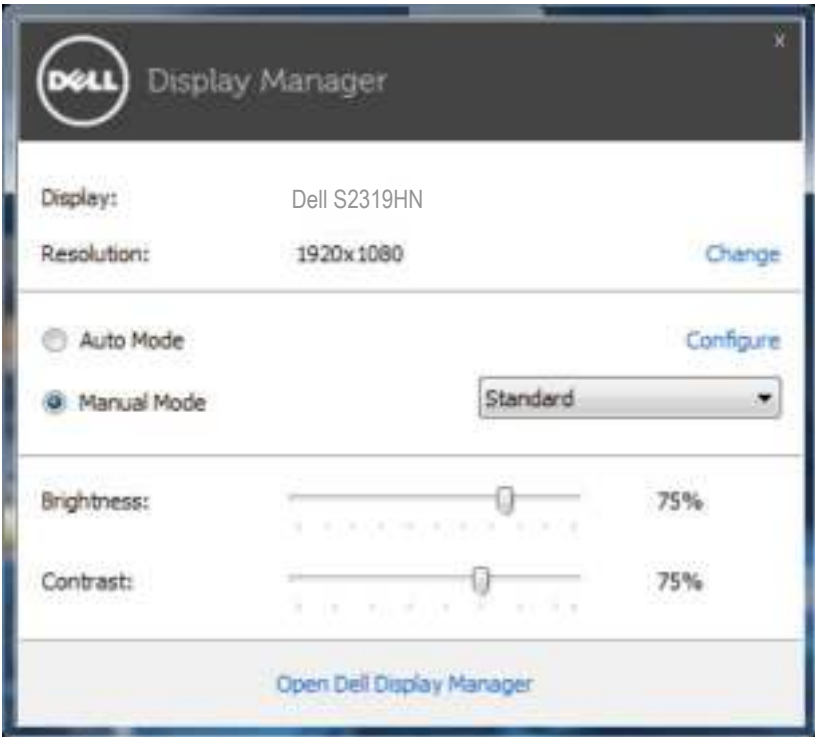 DELL Display Manager x
Display: Dell S2319HN
Resolution: 1920x1080 Change
Auto Mode Configure
Manual Mode Standard
Brightness: 75%
Contrast: 75%
Open Dell Display Manager